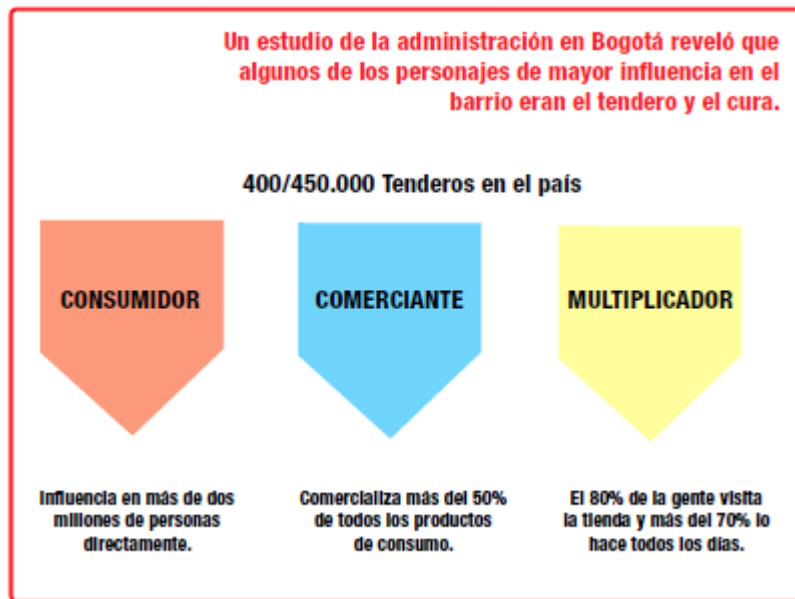 Un estudio de la administración en Bogotá reveló que
algunos de los personajes de mayor influencia en el
barrio eran el tendero y el cura.
400/450.000 Tenderos en el país
CONSUMIDOR
COMERCIANTE
MULTIPLICADOR
Influencia en más de dos
millones de personas
directamente.
Comercializa más del 50%
de todos los productos
de consumo.
El 80% de la gente visita
la tienda y más del 70% lo
hace todos los días.